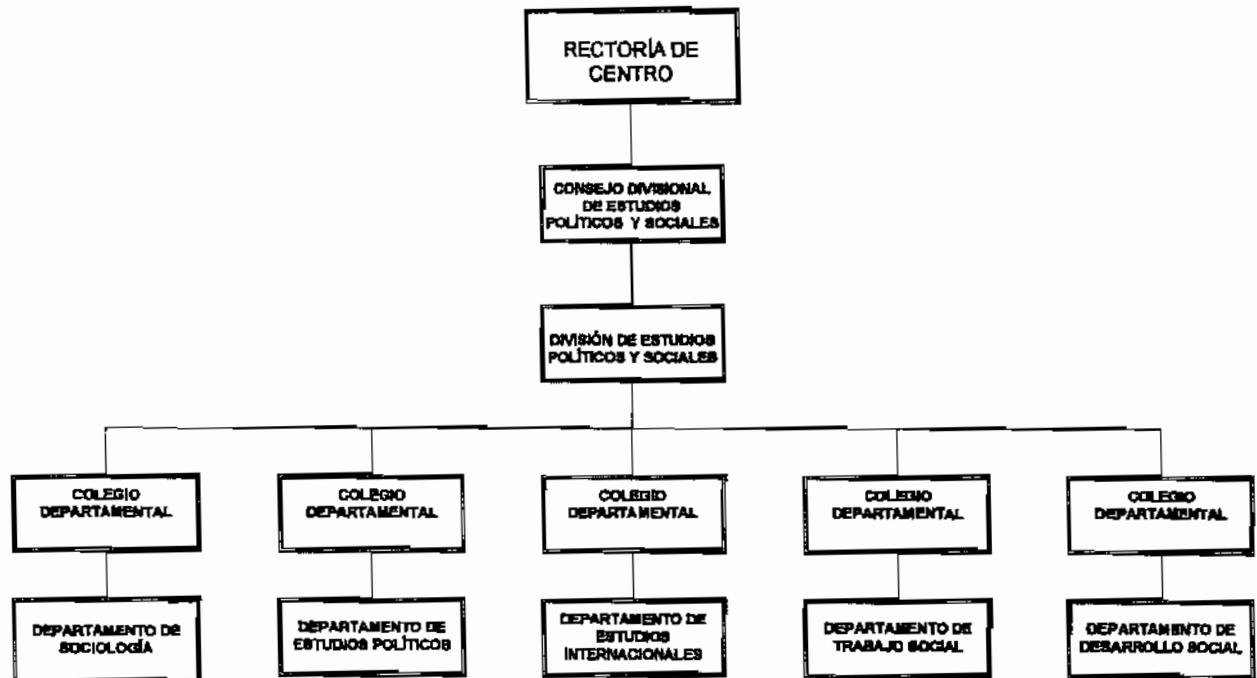 RECTORÍA DE
CENTRO
CONSEJO DIVISIONAL
DE ESTUDIOS
POLÍTICOS Y SOCIALES
DIVISIÓN DE ESTUDIOS
POLÍTICOS Y SOCIALES
COLEGIO
DEPARTAMENTAL
COLEGIO
DEPARTAMENTAL
COLEGIO
DEPARTAMENTAL
COLEGIO
DEPARTAMENTAL
COLEGIO
DEPARTAMENTAL
DEPARTAMENTO DE
SOCIOLOGÍA
DEPARTAMENTO DE
ESTUDIOS POLÍTICOS
DEPARTAMENTO DE
ESTUDIOS
INTERNACIONALES
DEPARTAMENTO DE
TRABAJO SOCIAL
DEPARTAMENTO DE
DESARROLLO SOCIAL